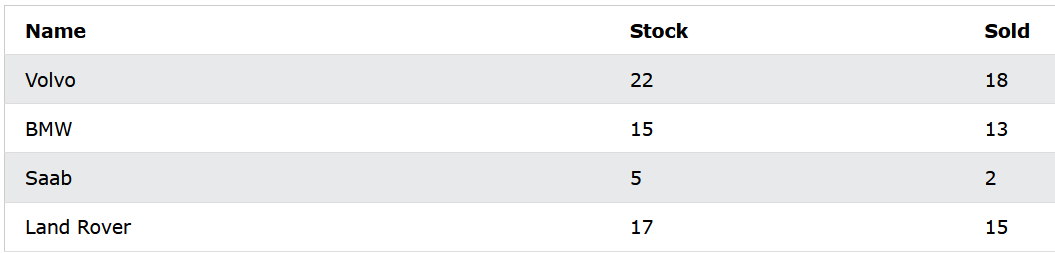 Name Stock Sold
Volvo 22 18
BMW 15 13
Saab 5 2
Land Rover 17 15